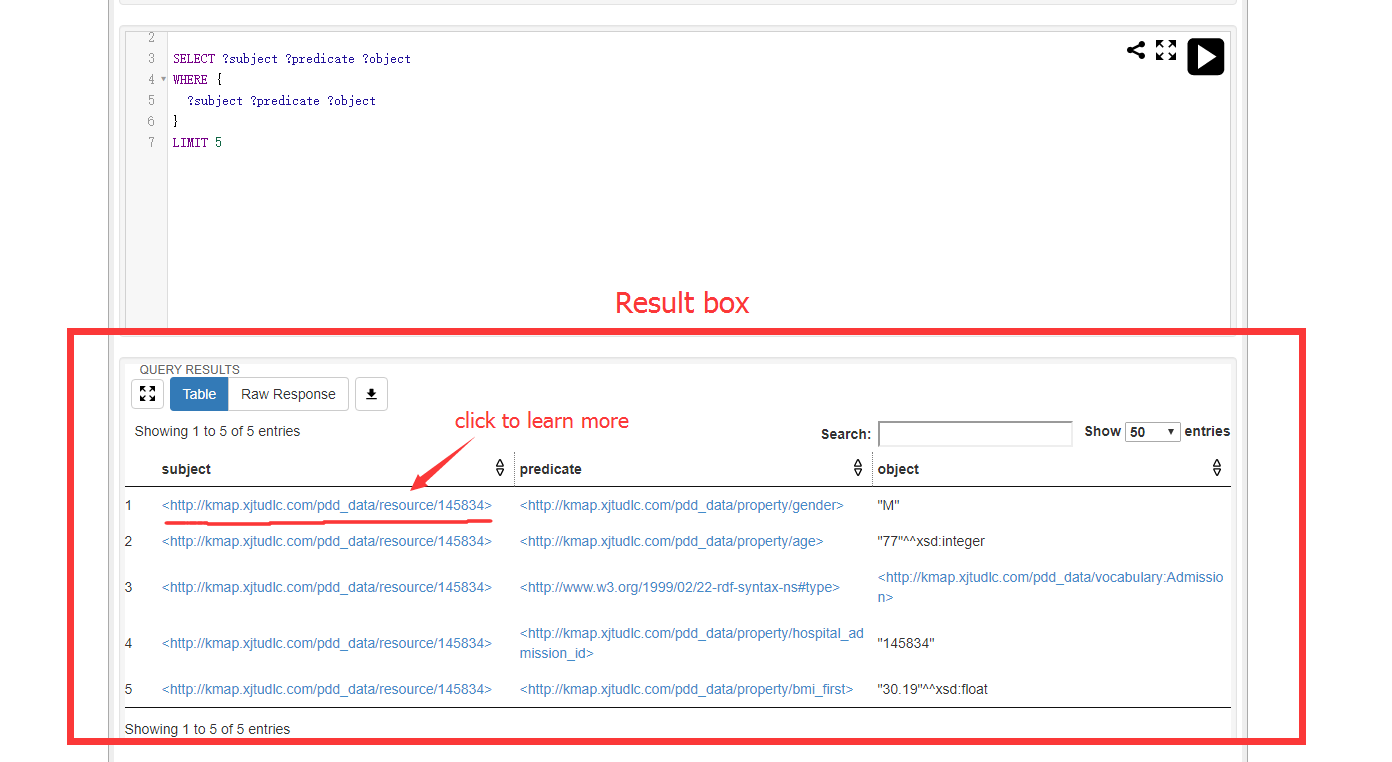 2
3 SELECT ?subject ?predicate ?object
4 WHERE {
5 ?subject ?predicate ?object
6 }
7 LIMIT 5
Result box
QUERY RESULTS
Table Raw Response
click to learn more
Showing 1 to 5 of 5 entries Search: Show 50 entries
subject predicate object
1 <http://kmap.xjtudlc.com/pdd_data/resource/145834> <http://kmap.xjtudlc.com/pdd_data/property/gender> "M"
2 <http://kmap.xjtudlc.com/pdd_data/resource/145834> <http://kmap.xjtudlc.com/pdd_data/property/age> "77"^^xsd:integer
3 <http://kmap.xjtudlc.com/pdd_data/resource/145834> <http://www.w3.org/1999/02/22-rdf-syntax-ns#type> <http://kmap.xjtudlc.com/pdd_data/vocabulary:Admissio
n>
4 <http://kmap.xjtudlc.com/pdd_data/resource/145834> <http://kmap.xjtudlc.com/pdd_data/property/hospital_ad
mission_id> "145834"
5 <http://kmap.xjtudlc.com/pdd_data/resource/145834> <http://kmap.xjtudlc.com/pdd_data/property/bmi_first> "30.19"^^xsd:float
Showing 1 to 5 of 5 entries